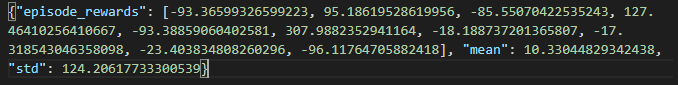 {"episode_rewards": [-93.36599326599223, 95.18619528619956, -85.55070422535243, 127.
46410256410667, -93.38859060402581, 307.9882352941164, -18.188737201365807, -17.
318543046358098, -23.403834808260296, -96.11764705882418], "mean": 10.33044829342438,
"std": 124.20617733300539}